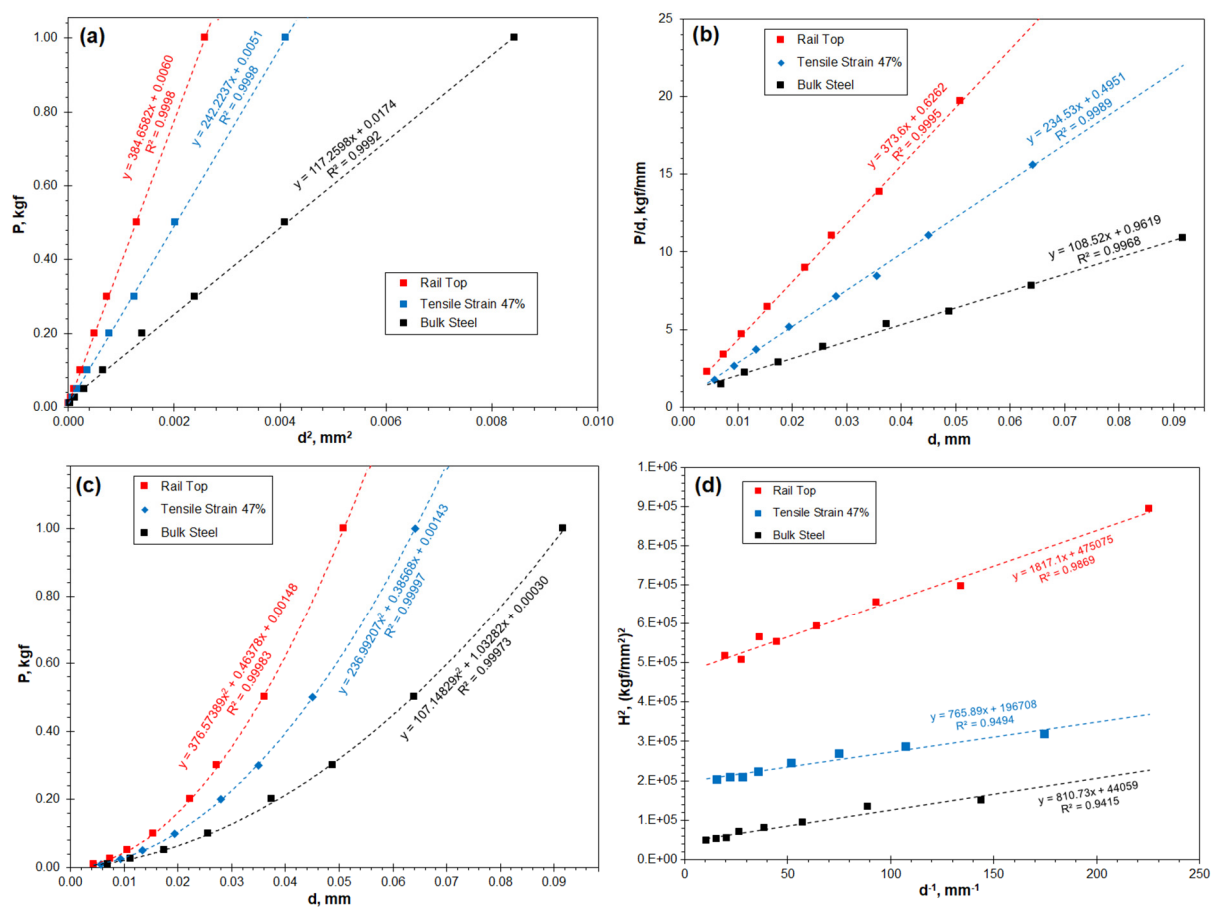 (a)
P, kgf
1.00
0.80
0.60
0.40
0.20
0.00
y = 384.6582x + 0.0060
R² = 0.9998
y = 242.2237x + 0.0051
R² = 0.9998
y = 117.2598x + 0.0174
R² = 0.9992
Rail Top
Tensile Strain 47%
Bulk Steel
0.000 0.002 0.004 0.006 0.008 0.010
d², mm²
(b)
P/d, kgf/mm
25
20
15
10
5
0
Rail Top
Tensile Strain 47%
Bulk Steel
y = 373.6x + 0.6262
R² = 0.9995
y = 234.53x + 0.4951
R² = 0.9989
y = 108.52x + 0.9619
R² = 0.9968
0.00 0.01 0.02 0.03 0.04 0.05 0.06 0.07 0.08 0.09
d, mm
(c)
P, kgf
1.00
0.80
0.60
0.40
0.20
0.00
Rail Top
Tensile Strain 47%
Bulk Steel
y = 376.57389x² + 0.46378x + 0.00148
R² = 0.99983
y = 236.99207x² + 0.38568x + 0.00143
R² = 0.99997
y = 107.14829x² + 1.03282x + 0.00030
R² = 0.99973
0.00 0.01 0.02 0.03 0.04 0.05 0.06 0.07 0.08 0.09
d, mm
(d)
H², (kgf/mm²)²
1.E+06
9.E+05
8.E+05
7.E+05
6.E+05
5.E+05
4.E+05
3.E+05
2.E+05
1.E+05
0.E+00
Rail Top
Tensile Strain 47%
Bulk Steel
y = 1817.1x + 475075
R² = 0.9869
y = 765.89x + 196708
R² = 0.9494
y = 810.73x + 44059
R² = 0.9415
0 50 100 150 200 250
d⁻¹, mm⁻¹